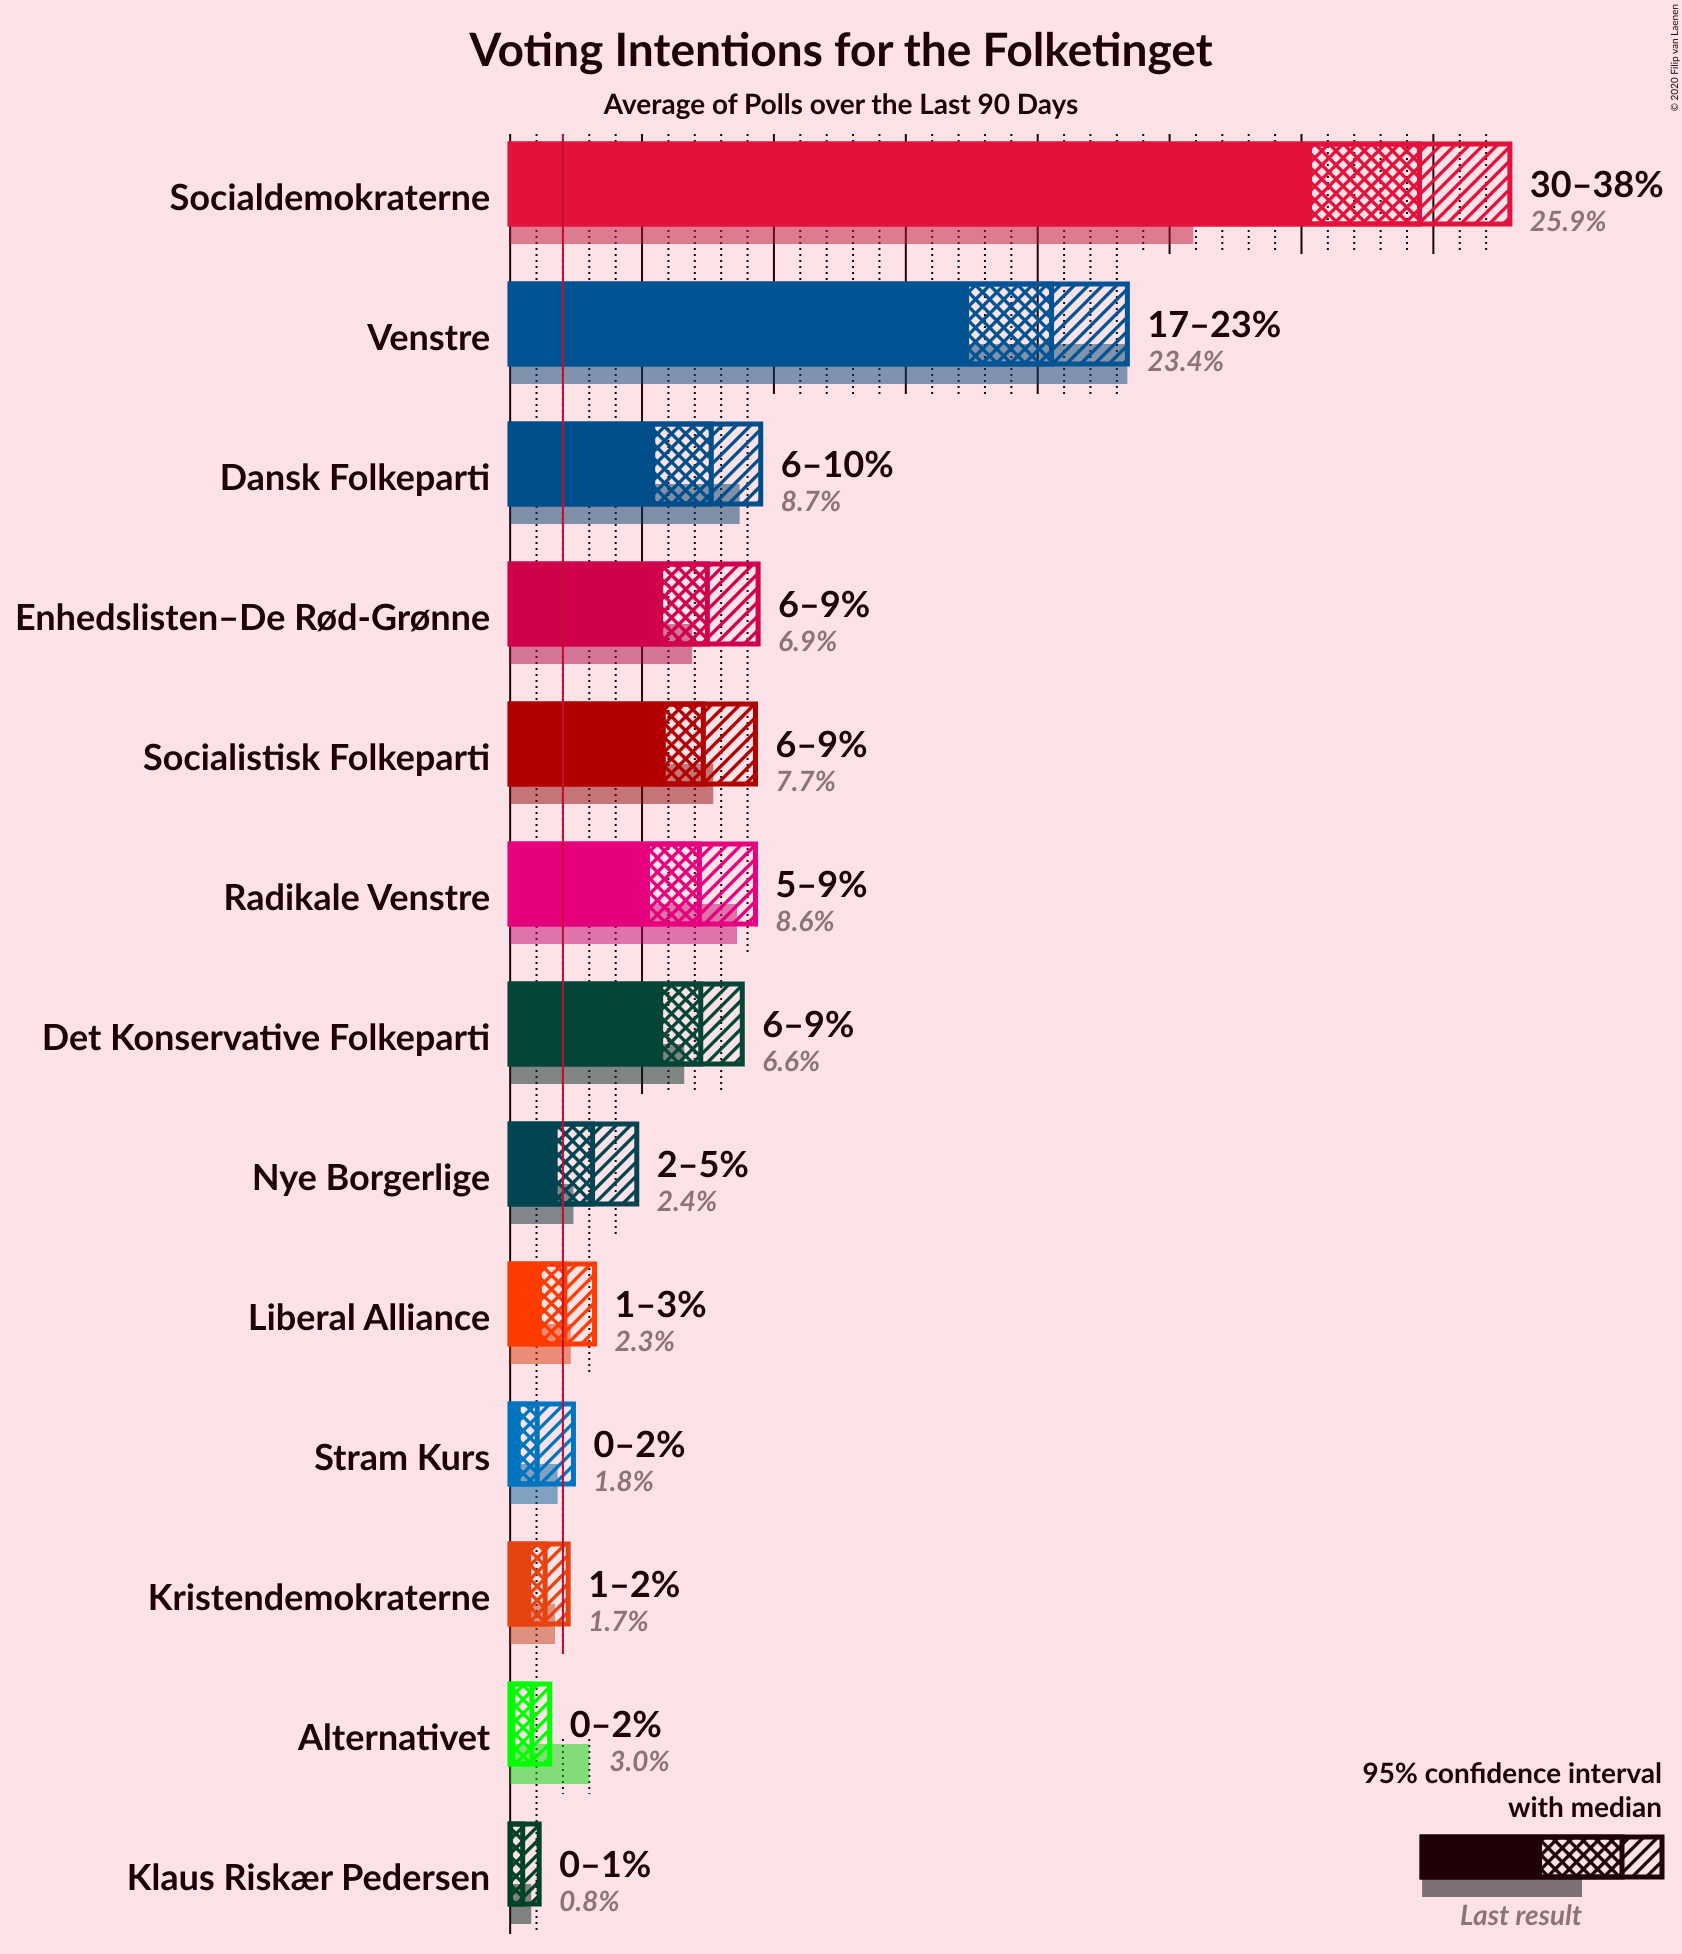 Voting Intentions for the Folketinget
Average of Polls over the Last 90 Days
© 2020 Filip van Laenen
Socialdemokraterne
30–38%
25.9%
Venstre
17–23%
23.4%
Dansk Folkeparti
6–10%
8.7%
Enhedslisten–De Rød-Grønne
6–9%
6.9%
Socialistisk Folkeparti
6–9%
7.7%
Radikale Venstre
5–9%
8.6%
Det Konservative Folkeparti
6–9%
6.6%
Nye Borgerlige
2–5%
2.4%
Liberal Alliance
1–3%
2.3%
Stram Kurs
0–2%
1.8%
Kristendemokraterne
1–2%
1.7%
Alternativet
0–2%
3.0%
Klaus Riskær Pedersen
0–1%
0.8%
95% confidence interval
with median
Last result